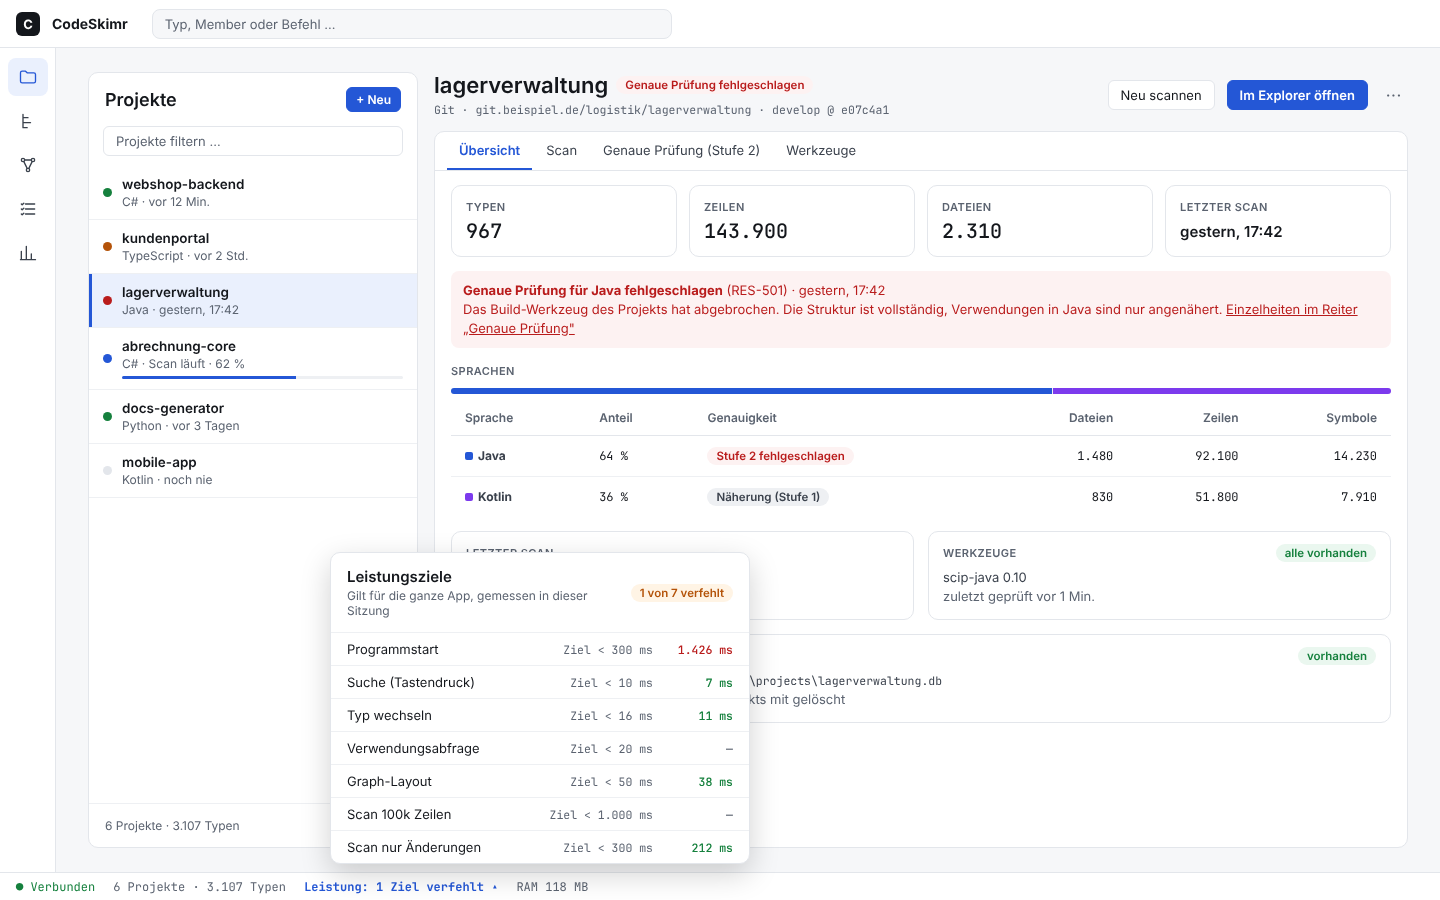 C CodeSkimr
Typ, Member oder Befehl ...
Projekte
+ Neu
Projekte filtern ...
webshop-backend
C# · vor 12 Min.
kundenportal
TypeScript · vor 2 Std.
lagerverwaltung
Java · gestern, 17:42
abrechnung-core
C# · Scan läuft · 62 %
docs-generator
Python · vor 3 Tagen
mobile-app
Kotlin · noch nie
6 Projekte · 3.107 Typen
lagerverwaltung Genaue Prüfung fehlgeschlagen
Git · git.beispiel.de/logistik/lagerverwaltung · develop @ e07c4a1
Neu scannen
Im Explorer öffnen
...
Übersicht Scan Genaue Prüfung (Stufe 2) Werkzeuge
TYPEN
967
ZEILEN
143.900
DATEIEN
2.310
LETZTER SCAN
gestern, 17:42
Genaue Prüfung für Java fehlgeschlagen (RES-501) · gestern, 17:42
Das Build-Werkzeug des Projekts hat abgebrochen. Die Struktur ist vollständig, Verwendungen in Java sind nur angenähert. Einzelheiten im Reiter
„Genaue Prüfung"
SPRACHEN
Sprache Anteil Genauigkeit Dateien Zeilen Symbole
Java 64 % Stufe 2 fehlgeschlagen 1.480 92.100 14.230
Kotlin 36 % Näherung (Stufe 1) 830 51.800 7.910
LETZTER SCAN
WERKZEUGE
alle vorhanden
scip-java 0.10
zuletzt geprüft vor 1 Min.
vorhanden
\projects\lagerverwaltung.db
kts mit gelöscht
Leistungsziele
Gilt für die ganze App, gemessen in dieser
Sitzung
1 von 7 verfehlt
Programmstart Ziel < 300 ms 1.426 ms
Suche (Tastendruck) Ziel < 10 ms 7 ms
Typ wechseln Ziel < 16 ms 11 ms
Verwendungsabfrage Ziel < 20 ms –
Graph-Layout Ziel < 50 ms 38 ms
Scan 100k Zeilen Ziel < 1.000 ms –
Scan nur Änderungen Ziel < 300 ms 212 ms
Verbunden 6 Projekte · 3.107 Typen Leistung: 1 Ziel verfehlt RAM 118 MB